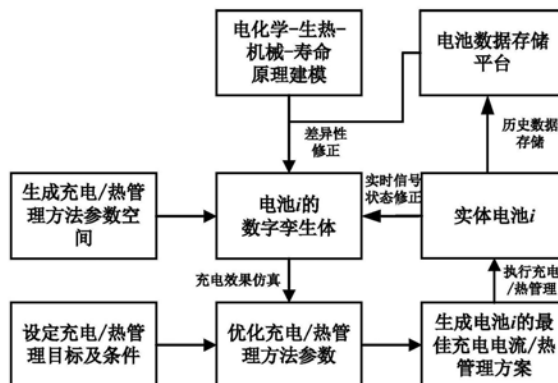 电化学-生热-
机械-寿命
原理建模
电池数据存储
平台
差异性
修正
历史数据
存储
生成充电/热管
理方法参数空
间
电池i的
数字孪生体
实时信号
状态修正
实体电池i
充电效果仿真
执行充电
/热管理
设定充电/热管
理目标及条件
优化充电/热管
理方法参数
生成电池i的最
佳充电电流/热
管理方案